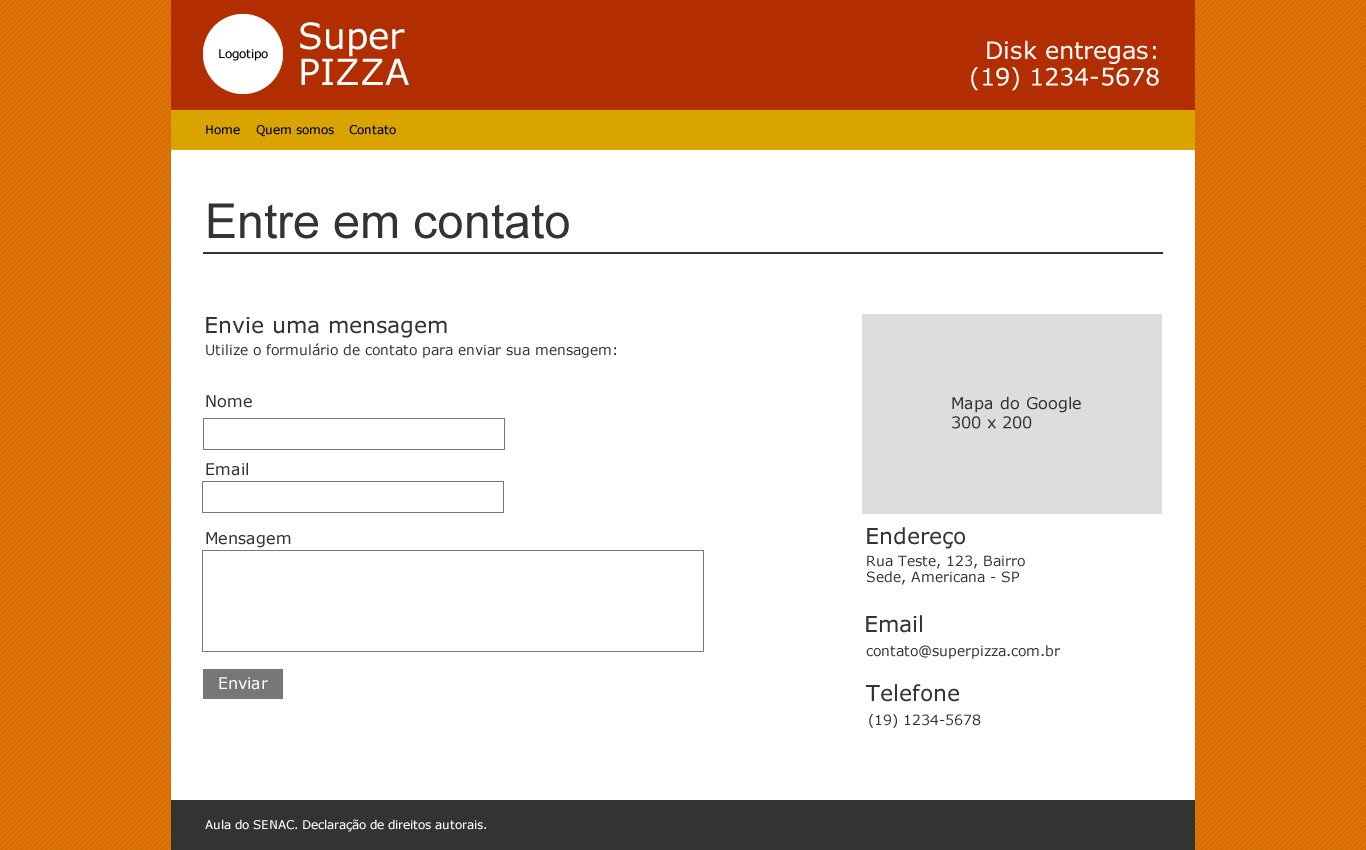 Logotipo
Super
PIZZA
Disk entregas:
(19) 1234-5678
Home Quem somos Contato
Entre em contato
Envie uma mensagem
Utilize o formulário de contato para enviar sua mensagem:
Nome
Email
Mensagem
Enviar
Mapa do Google
300 x 200
Endereço
Rua Teste, 123, Bairro
Sede, Americana - SP
Email
contato@superpizza.com.br
Telefone
(19) 1234-5678
Aula do SENAC. Declaração de direitos autorais.